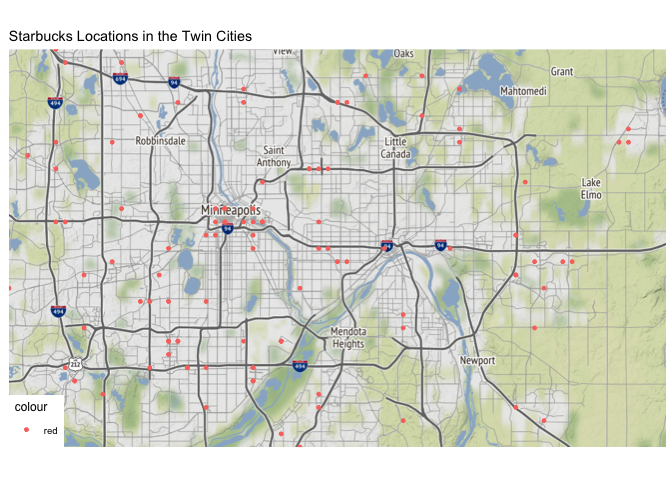 Starbucks Locations in the Twin Cities
View
Oaks
Grant
694
94
Mahtomedi
494
Robbinsdale
Little
Canada
Saint
Anthony
Lake
Elmo
Minneapolis
94
94
94
494
Mendota
Heights
Newport
212
494
colour
red